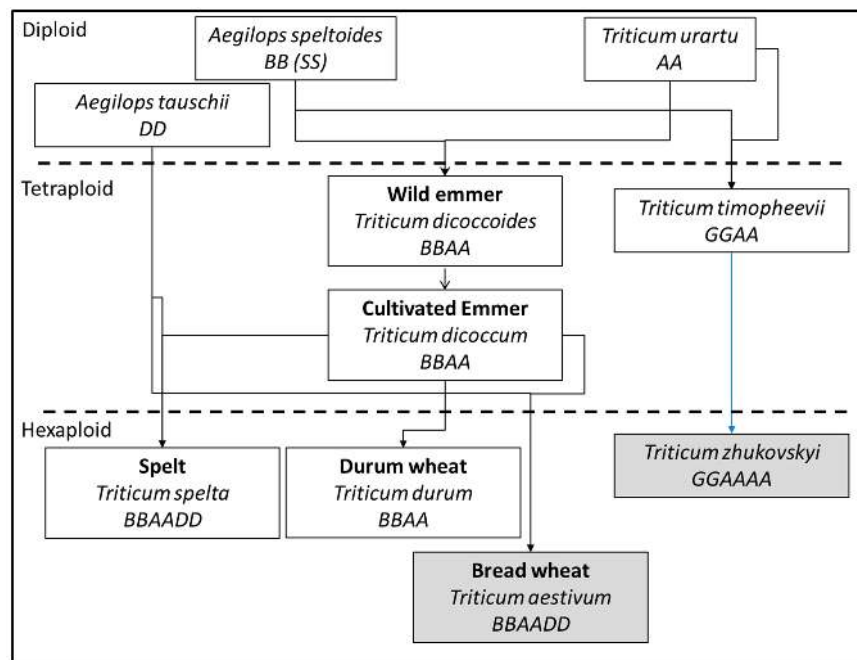 Diploid
Aegilops speltoides
BB (SS)
Triticum urartu
AA
Aegilops tauschii
DD
Tetraploid
Wild emmer
Triticum dicoccoides
BBAA
Triticum timopheevii
GGAA
Cultivated Emmer
Triticum dicoccum
BBAA
Hexaploid
Spelt
Triticum spelta
BBAADD
Durum wheat
Triticum durum
BBAA
Triticum zhukovskyi
GGAAAA
Bread wheat
Triticum aestivum
BBAADD